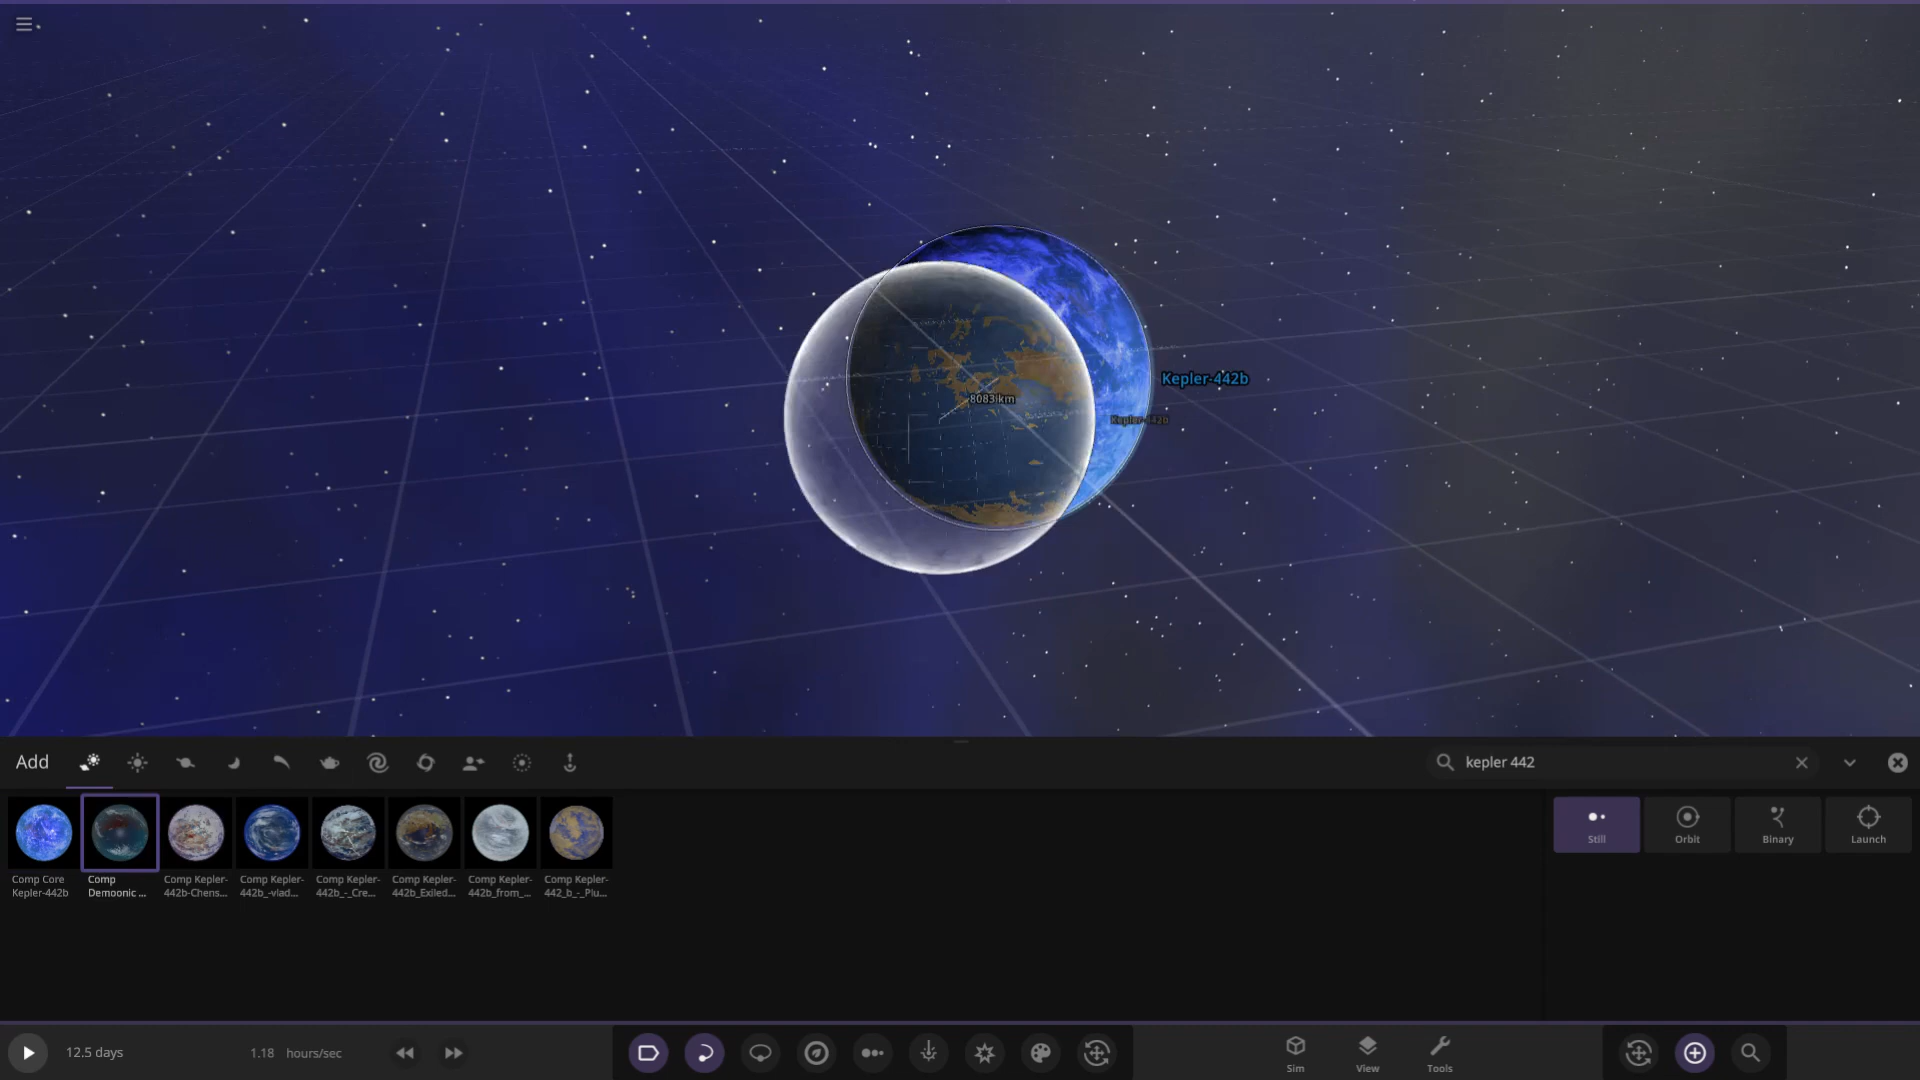 Kepler-442b
8083 km
Kepler-442b
Add
kepler 442
Comp Core
Kepler-442b
Comp
Demoonic ...
Comp Kepler-
442b-Chens...
Comp Kepler-
442b_-vlad...
Comp Kepler-
442b_-_Cre...
Comp Kepler-
442b_Exiled...
Comp Kepler-
442b_from_...
Comp Kepler-
442_b_-_Plu...
Still
Orbit
Binary
Launch
12.5 days
1.18 hours/sec
Sim
View
Tools